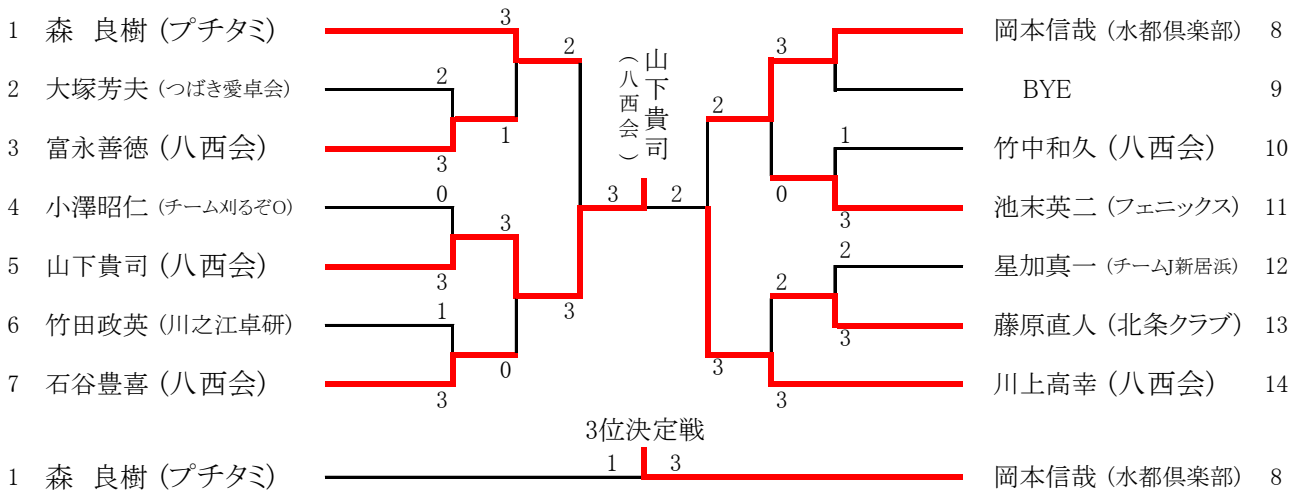 1 森 良樹 (プチタミ)
2 大塚芳夫 (つばき愛卓会)
3 富永善徳 (八西会)
4 小澤昭仁 (チーム刈るぞO)
5 山下貴司 (八西会)
6 竹田政英 (川之江卓研)
7 石谷豊喜 (八西会)
3
2
2
1
3
0
3
3
3
1
0
3
山下貴司
(八西会)
3
2
3
2
1
0
3
2
2
3
3
3
岡本信哉 (水都倶楽部) 8
BYE 9
竹中和久 (八西会) 10
池末英二 (フェニックス) 11
星加真一 (チームJ新居浜) 12
藤原直人 (北条クラブ) 13
川上高幸 (八西会) 14
3位決定戦
1 森 良樹 (プチタミ) 1 3 岡本信哉 (水都倶楽部) 8